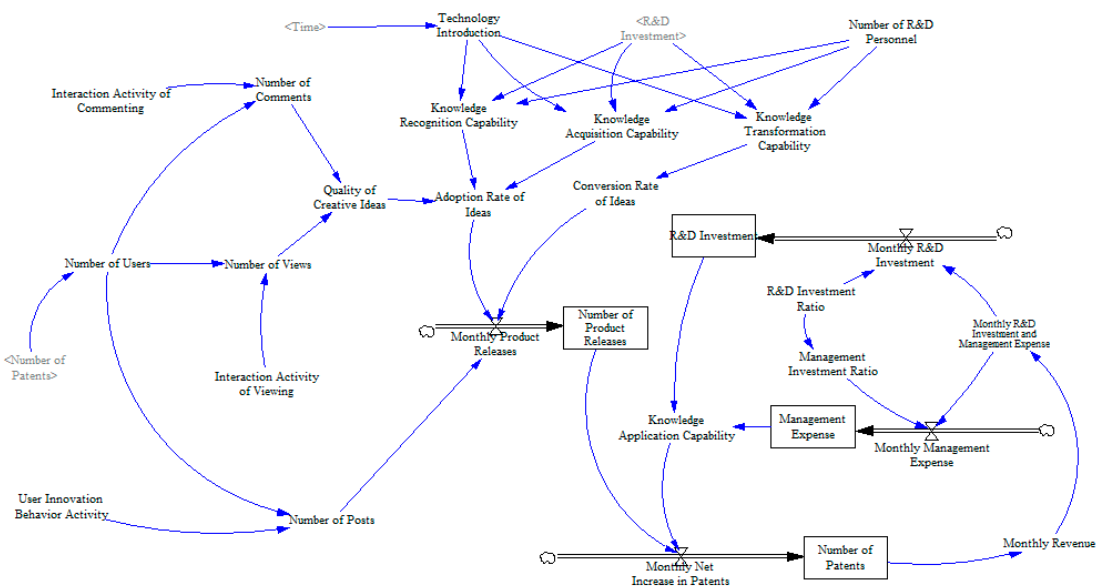 <Time>
Technology
Introduction
<R&D
Investment>
Number of R&D
Personnel
Number of
Comments
Interaction Activity of
Commenting
Knowledge
Recognition Capability
Knowledge
Acquisition Capability
Knowledge
Transformation
Capability
Quality of
Creative Ideas
Adoption Rate of
Ideas
Conversion Rate
of Ideas
R&D Investment
Monthly R&D
Investment
Number of Users
Number of Views
R&D Investment
Ratio
Number of
Product
Releases
Monthly Product
Releases
Monthly R&D
Investment and
Management Expense
<Number of
Patents>
Interaction Activity
of Viewing
Management
Investment Ratio
Knowledge
Application Capability
Management
Expense
Monthly Management
Expense
User Innovation
Behavior Activity
Number of Posts
Monthly Net
Increase in Patents
Number of
Patents
Monthly Revenue